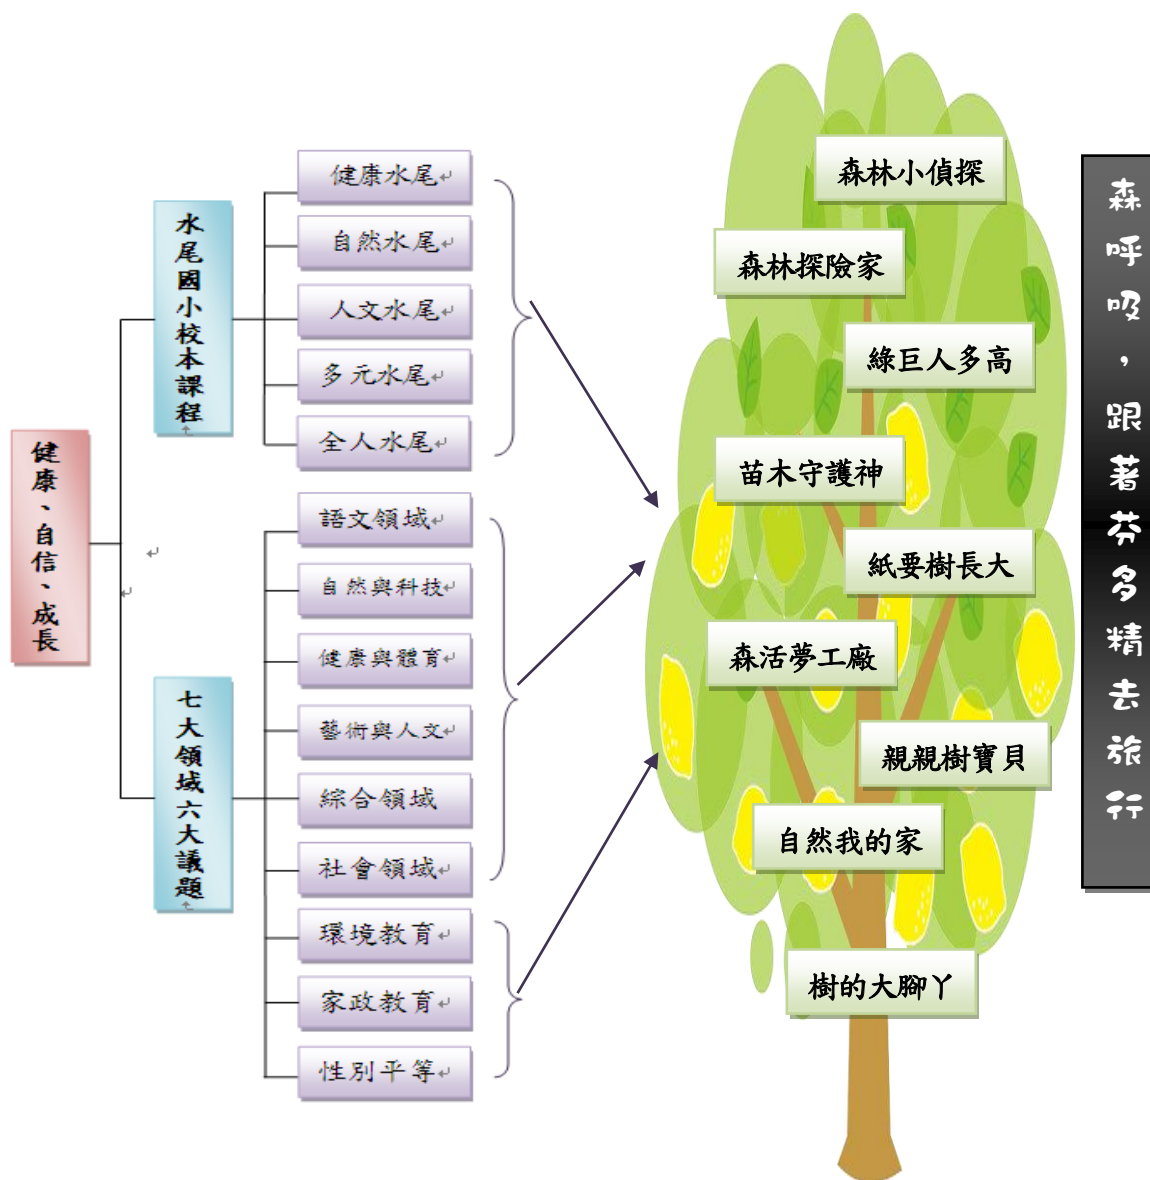 健康、自信、成長
水尾國小校本課程
健康水尾
自然水尾
人文水尾
多元水尾
全人水尾
七大領域六大議題
語文領域
自然與科技
健康與體育
藝術與人文
綜合領域
社會領域
環境教育
家政教育
性別平等
森林小偵探
森林探險家
綠巨人多高
苗木守護神
紙要樹長大
森活夢工廠
親親樹寶貝
自然我的家
樹的大腳丫
森呼吸，跟著芬多精去旅行